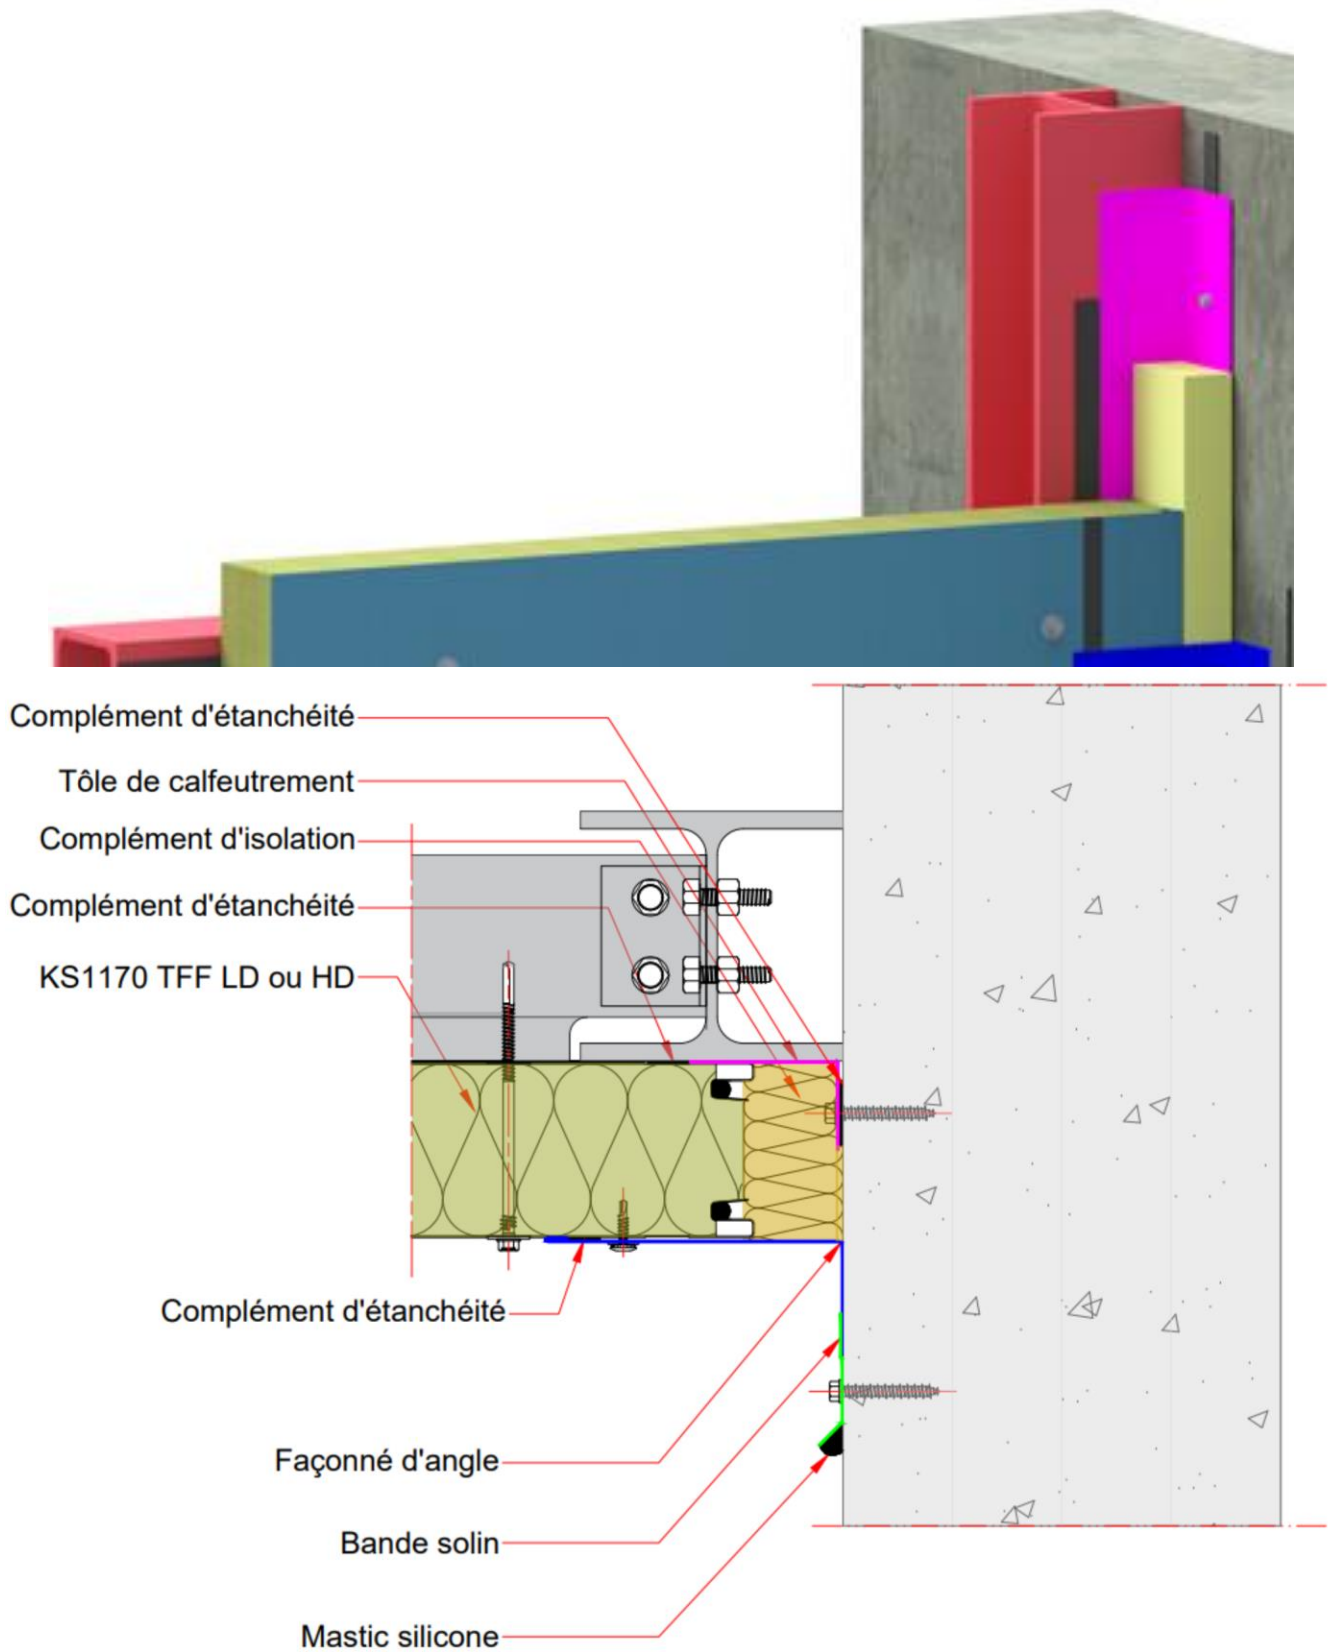 Complément d'étanchéité
Tôle de calfeutrement
Complément d'isolation
Complément d'étanchéité
KS1170 TFF LD ou HD
Complément d'étanchéité
Façonné d'angle
Bande solin
Mastic silicone